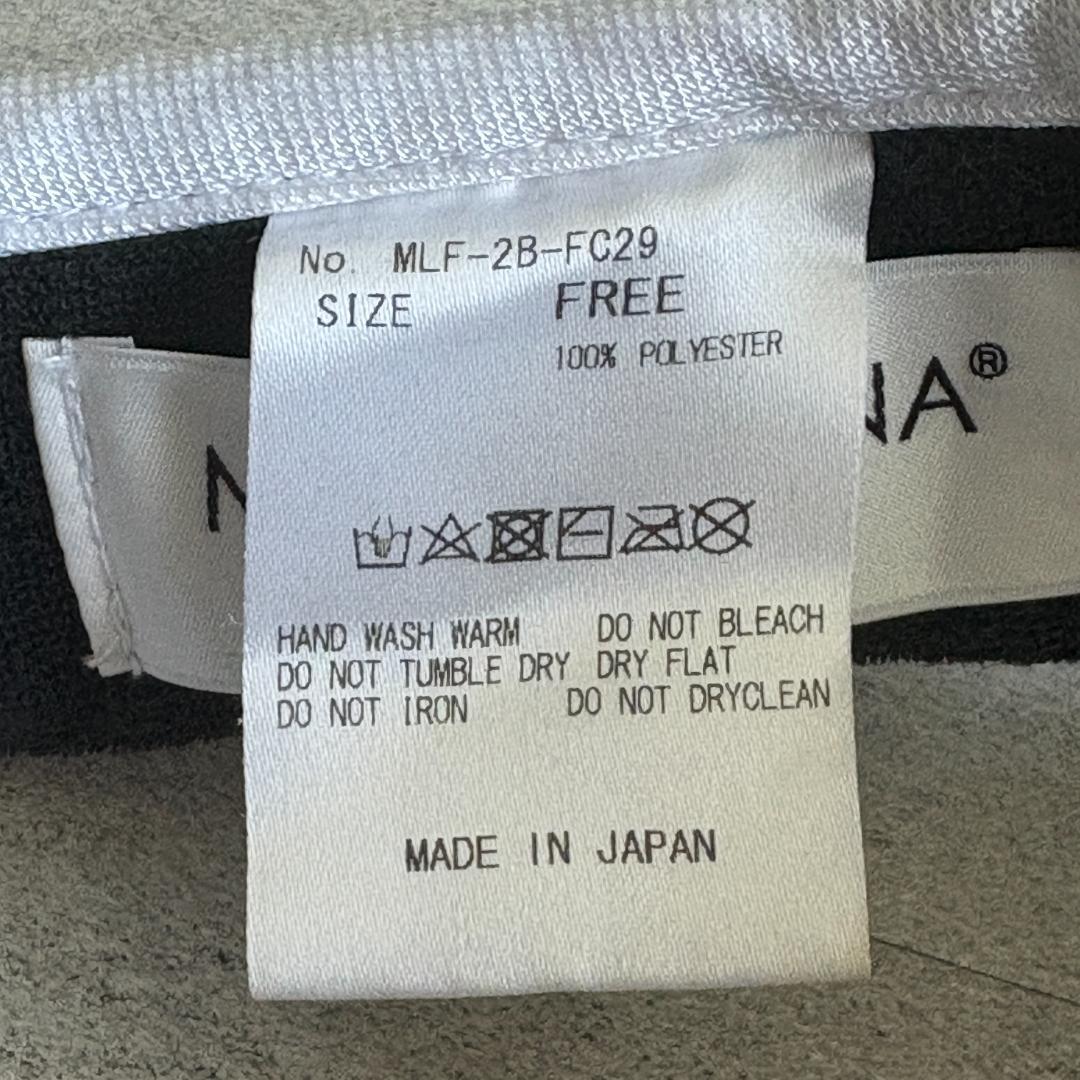 No. MLF-2B-FC29
SIZE FREE
100% POLYESTER
HAND WASH WARM DO NOT BLEACH
DO NOT TUMBLE DRY DRY FLAT
DO NOT IRON DO NOT DRYCLEAN
MADE IN JAPAN